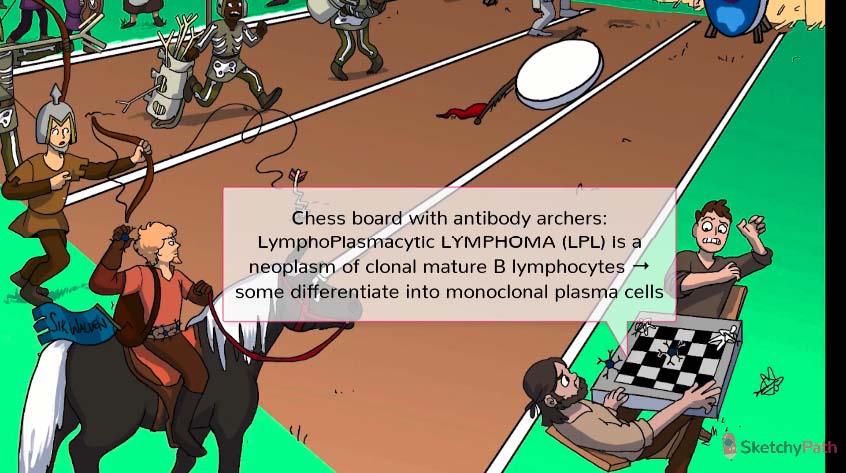 Chess board with antibody archers:
LymphoPlasmacytic LYMPHOMA (LPL) is a
neoplasm of clonal mature B lymphocytes →
some differentiate into monoclonal plasma cells
SIR WALDEN
SketchyPath